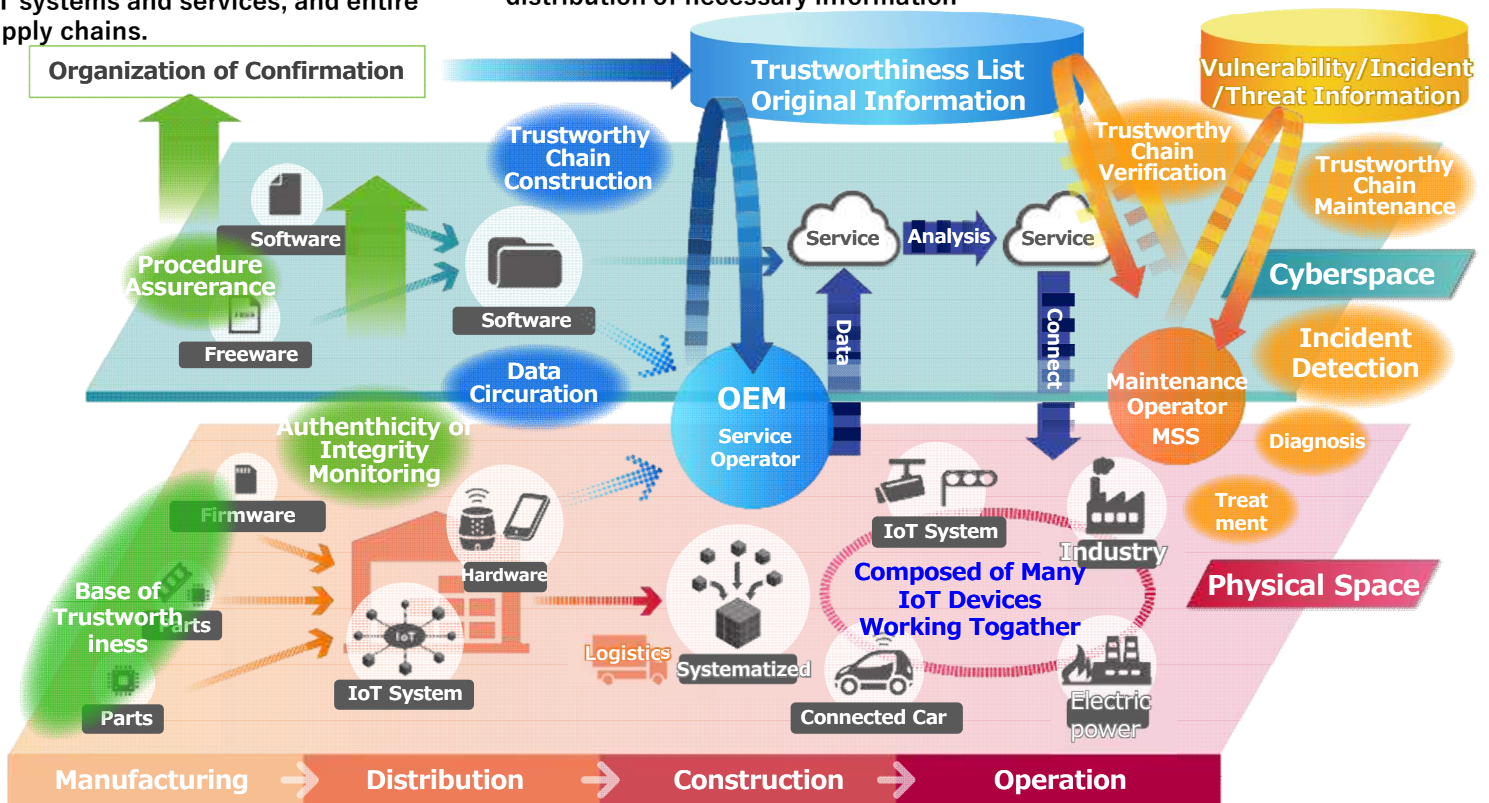 T systems and services, and entire
pply chains.
distribution of necessary information
Organization of Confirmation
Trustworthiness List
Original Information
Vulnerability/Incident
/Threat Information
Trustworthy
Chain
Construction
Trustworthy
Chain
Verification
Trustworthy
Chain
Maintenance
Software
Procedure
Assurerance
Freeware
Software
Service
Analysis
Service
Cyberspace
Data
Connect
Incident
Detection
Data
Circuration
OEM
Service
Operator
Maintenance
Operator
MSS
Diagnosis
Authenthicity of
Integrity
Monitoring
Firmware
IoT System
Treat
ment
Industry
Hardware
Base of
Trustworth
iness
Parts
Composed of Many
IoT Devices
Working Togather
Physical Space
IoT
Logistics
Systematized
IoT System
Parts
Connected Car
Electric
power
Manufacturing
Distribution
Construction
Operation